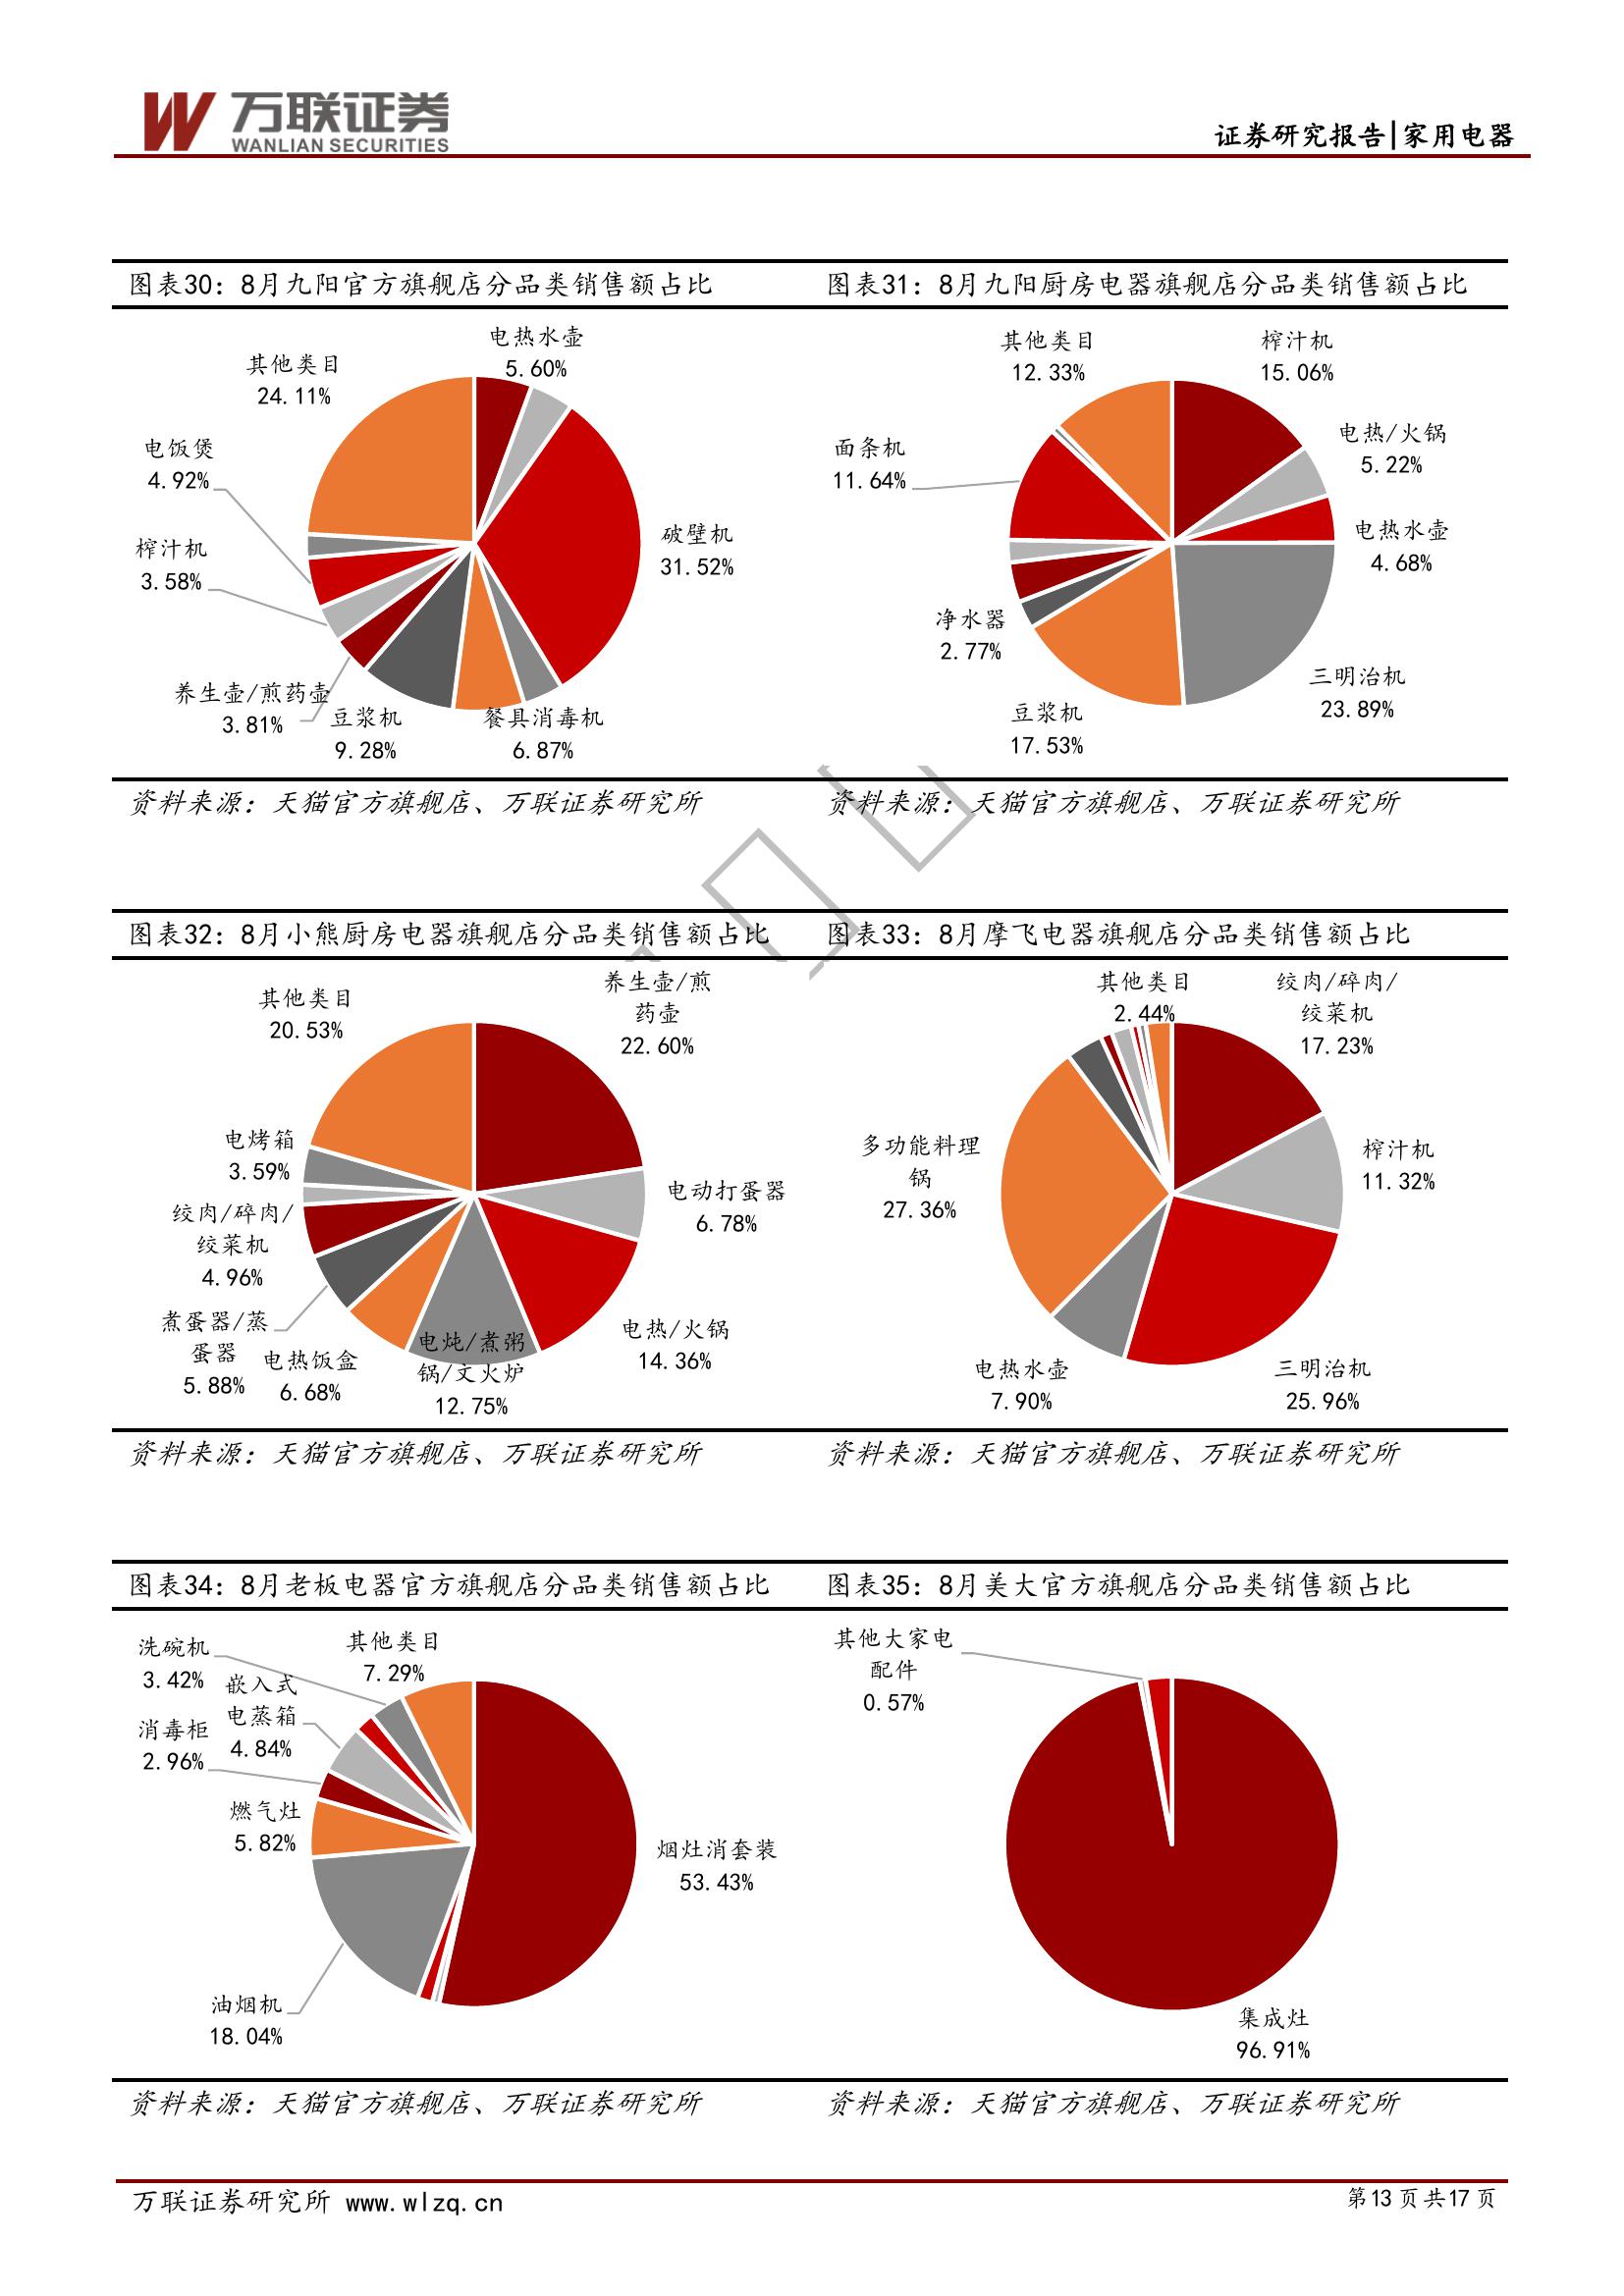 万联证券
WANLIAN SECURITIES
证券研究报告|家用电器
图表30：8月九阳官方旗舰店分品类销售额占比
电热水壶
5.60%
破壁机
31.52%
餐具消毒机
6.87%
豆浆机
9.28%
养生壶/煎药壶
3.81%
榨汁机
3.58%
电饭煲
4.92%
其他类目
24.11%
资料来源：天猫官方旗舰店、万联证券研究所
图表31：8月九阳厨房电器旗舰店分品类销售额占比
榨汁机
15.06%
电热/火锅
5.22%
电热水壶
4.68%
三明治机
23.89%
豆浆机
17.53%
净水器
2.77%
面条机
11.64%
其他类目
12.33%
资料来源：天猫官方旗舰店、万联证券研究所
图表32：8月小熊厨房电器旗舰店分品类销售额占比
养生壶/煎
药壶
22.60%
电动打蛋器
6.78%
电热/火锅
14.36%
电炖/煮粥
锅/文火炉
12.75%
电热饭盒
6.68%
煮蛋器/蒸
蛋器
5.88%
绞肉/碎肉/
绞菜机
4.96%
电烤箱
3.59%
其他类目
20.53%
资料来源：天猫官方旗舰店、万联证券研究所
图表33：8月摩飞电器旗舰店分品类销售额占比
绞肉/碎肉/
绞菜机
17.23%
榨汁机
11.32%
三明治机
25.96%
电热水壶
7.90%
多功能料理
锅
27.36%
其他类目
2.44%
资料来源：天猫官方旗舰店、万联证券研究所
图表34：8月老板电器官方旗舰店分品类销售额占比
烟灶消套装
53.43%
油烟机
18.04%
燃气灶
5.82%
消毒柜
2.96%
嵌入式
电蒸箱
4.84%
洗碗机
3.42%
其他类目
7.29%
资料来源：天猫官方旗舰店、万联证券研究所
图表35：8月美大官方旗舰店分品类销售额占比
其他大家电
配件
0.57%
集成灶
96.91%
资料来源：天猫官方旗舰店、万联证券研究所
万联证券研究所 www.wlzq.cn
第13页共17页